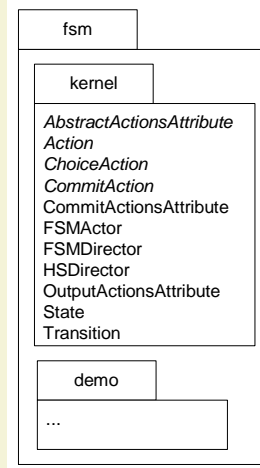 fsm
kernel
AbstractActionsAttribute
Action
ChoiceAction
CommitAction
CommitActionsAttribute
FSMActor
FSMDirector
HSDirector
OutputActionsAttribute
State
Transition
demo
...